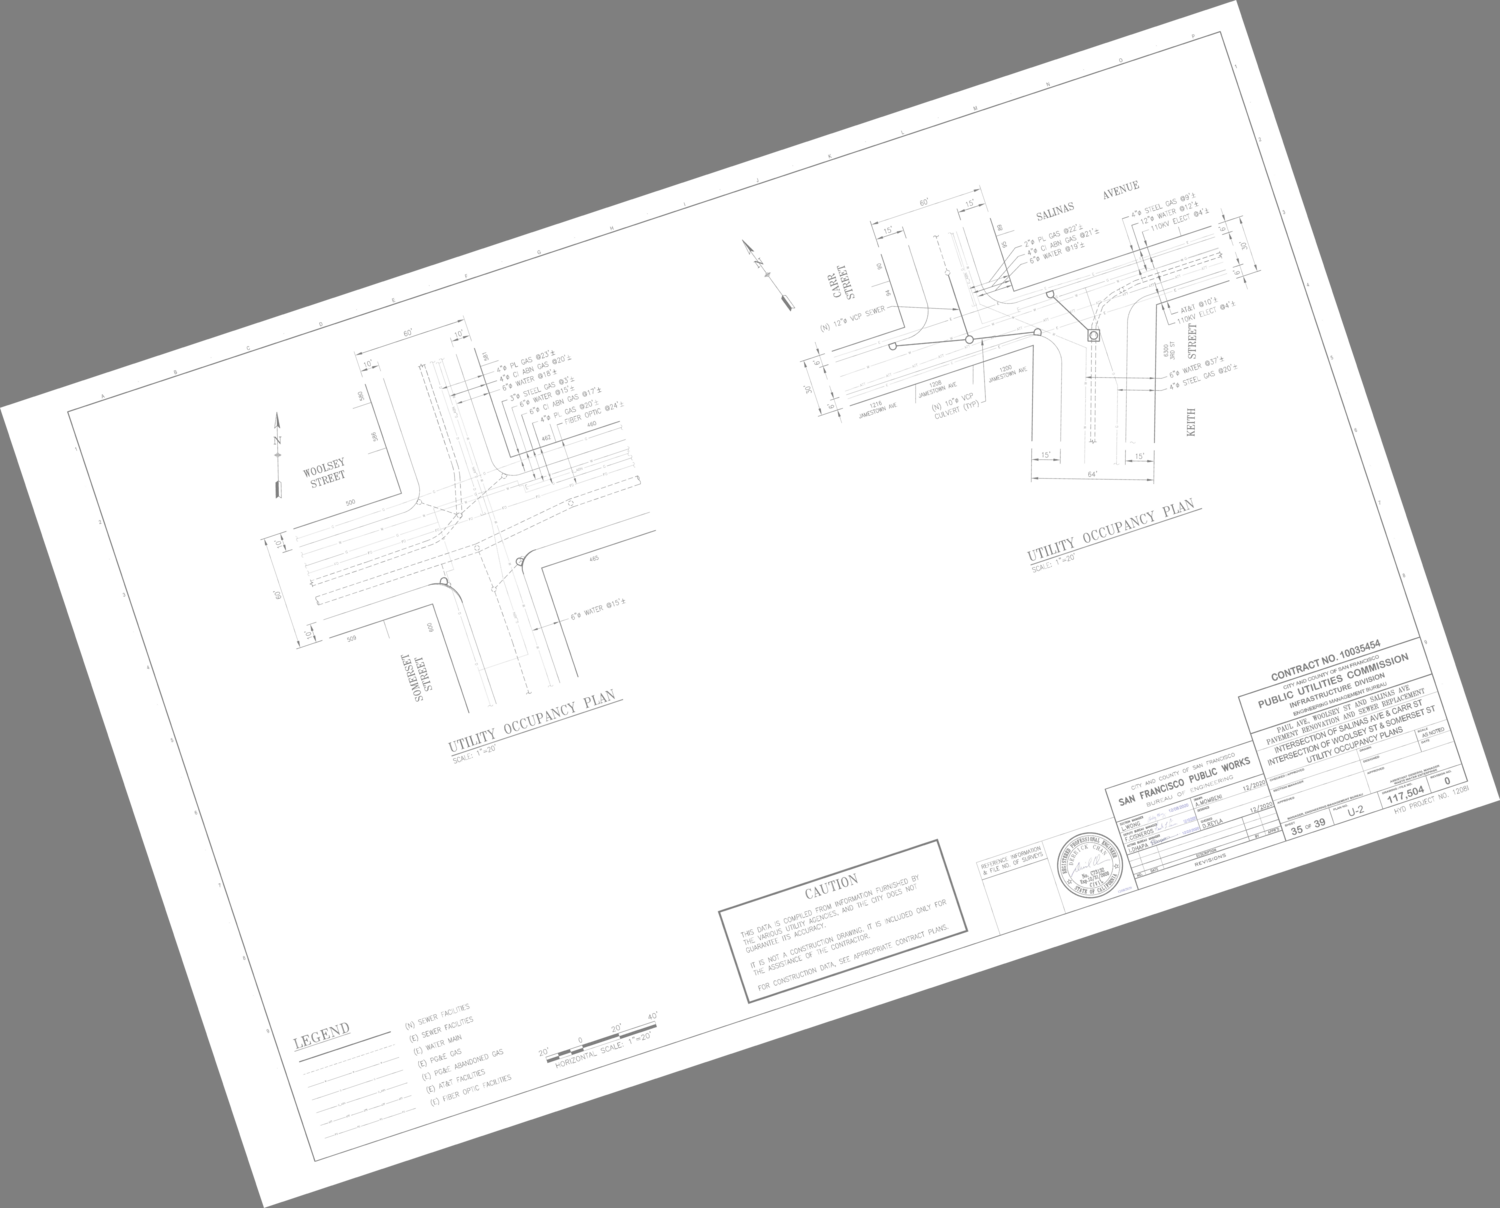 60'
10'
10'
4"ø PL GAS @23'±
4"ø CI ABN GAS @20'±
6"ø WATER @18'±
3"ø STEEL GAS @3'±
6"ø WATER @15'±
6"ø CI ABN GAS @17'±
4"ø PL GAS @20'±
FIBER OPTIC @24'±
N
WOOLSEY
STREET
500
482
480
485
509
600
10'
60'
10'
6"ø WATER @15'±
SOMERSET
STREET
UTILITY OCCUPANCY PLAN
SCALE: 1"=20'
60'
15'
15'
SALINAS AVENUE
4"ø STEEL GAS @9'±
12"ø WATER @12'±
110KV ELECT @4'±
2"ø PL GAS @22'±
4"ø CI ABN GAS @21'±
6"ø WATER @19'±
N
CARR
STREET
(N) 12"ø VCP SEWER
AT&T @10'±
110KV ELECT @4'±
4300
3RD ST
KEITH STREET
6"ø WATER @37'±
4"ø STEEL GAS @20'±
1216
JAMESTOWN AVE
1208
JAMESTOWN AVE
1200
JAMESTOWN AVE
(N) 10"ø VCP
CULVERT (TYP)
15'
15'
64'
UTILITY OCCUPANCY PLAN
SCALE: 1"=20'
LEGEND
(N) SEWER FACILITIES
(E) SEWER FACILITIES
(E) WATER MAIN
(E) PG&E GAS
(E) PG&E ABANDONED GAS
(E) AT&T FACILITIES
(E) FIBER OPTIC FACILITIES
20' 0 20' 40'
HORIZONTAL SCALE: 1"=20'
CAUTION
THIS DATA IS COMPILED FROM INFORMATION FURNISHED BY
THE VARIOUS UTILITY AGENCIES, AND THE CITY DOES NOT
GUARANTEE ITS ACCURACY.
IT IS NOT A CONSTRUCTION DRAWING. IT IS INCLUDED ONLY FOR
THE ASSISTANCE OF THE CONTRACTOR.
FOR CONSTRUCTION DATA, SEE APPROPRIATE CONTRACT PLANS.
REFERENCE INFORMATION
& FILE NO. OF SURVEYS
CITY AND COUNTY OF SAN FRANCISCO
SAN FRANCISCO PUBLIC WORKS
BUREAU OF ENGINEERING
L.WONG
A.MOMBENI
12/2020
F.CISNEROS
I.DHAPA
D.REYLA
12/2020
REVISIONS
CONTRACT NO. 10035454
CITY AND COUNTY OF SAN FRANCISCO
PUBLIC UTILITIES COMMISSION
INFRASTRUCTURE DIVISION
ENGINEERING MANAGEMENT BUREAU
PAUL AVE, WOOLSEY ST AND SALINAS AVE
PAVEMENT RENOVATION AND SEWER REPLACEMENT
INTERSECTION OF SALINAS AVE & CARR ST
INTERSECTION OF WOOLSEY ST & SOMERSET ST
UTILITY OCCUPANCY PLANS
AS NOTED
35 OF 39
U-2
117,504
0
HYD PROJECT NO. 1208J